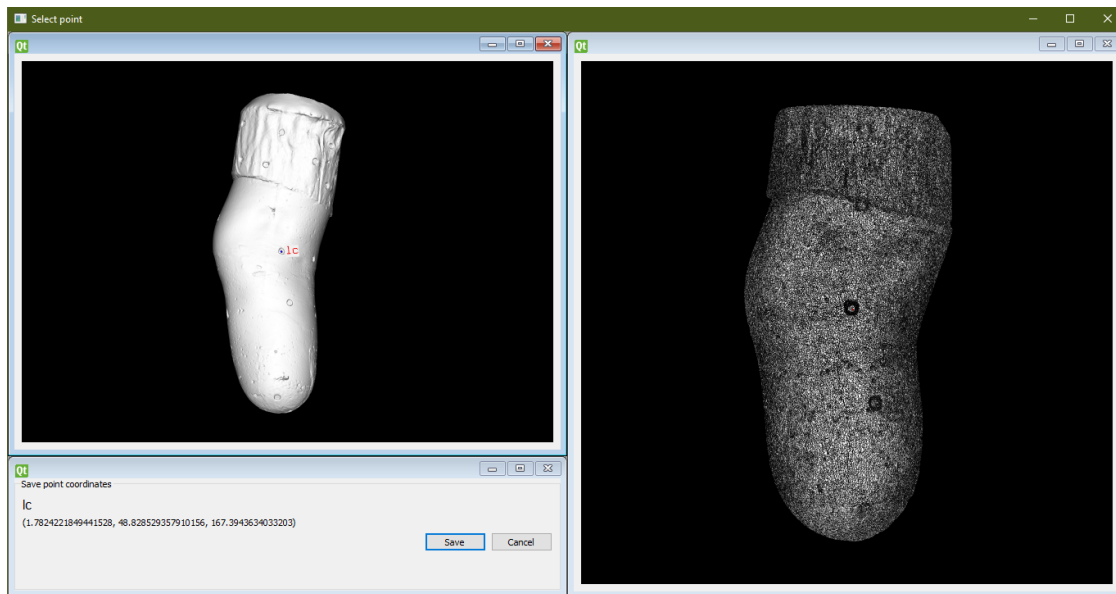 Select point
Qt
Qt
lc
Qt
Save point coordinates
lc
(1.7824221849441528, 48.828529357910156, 167.3943634033203)
Save
Cancel